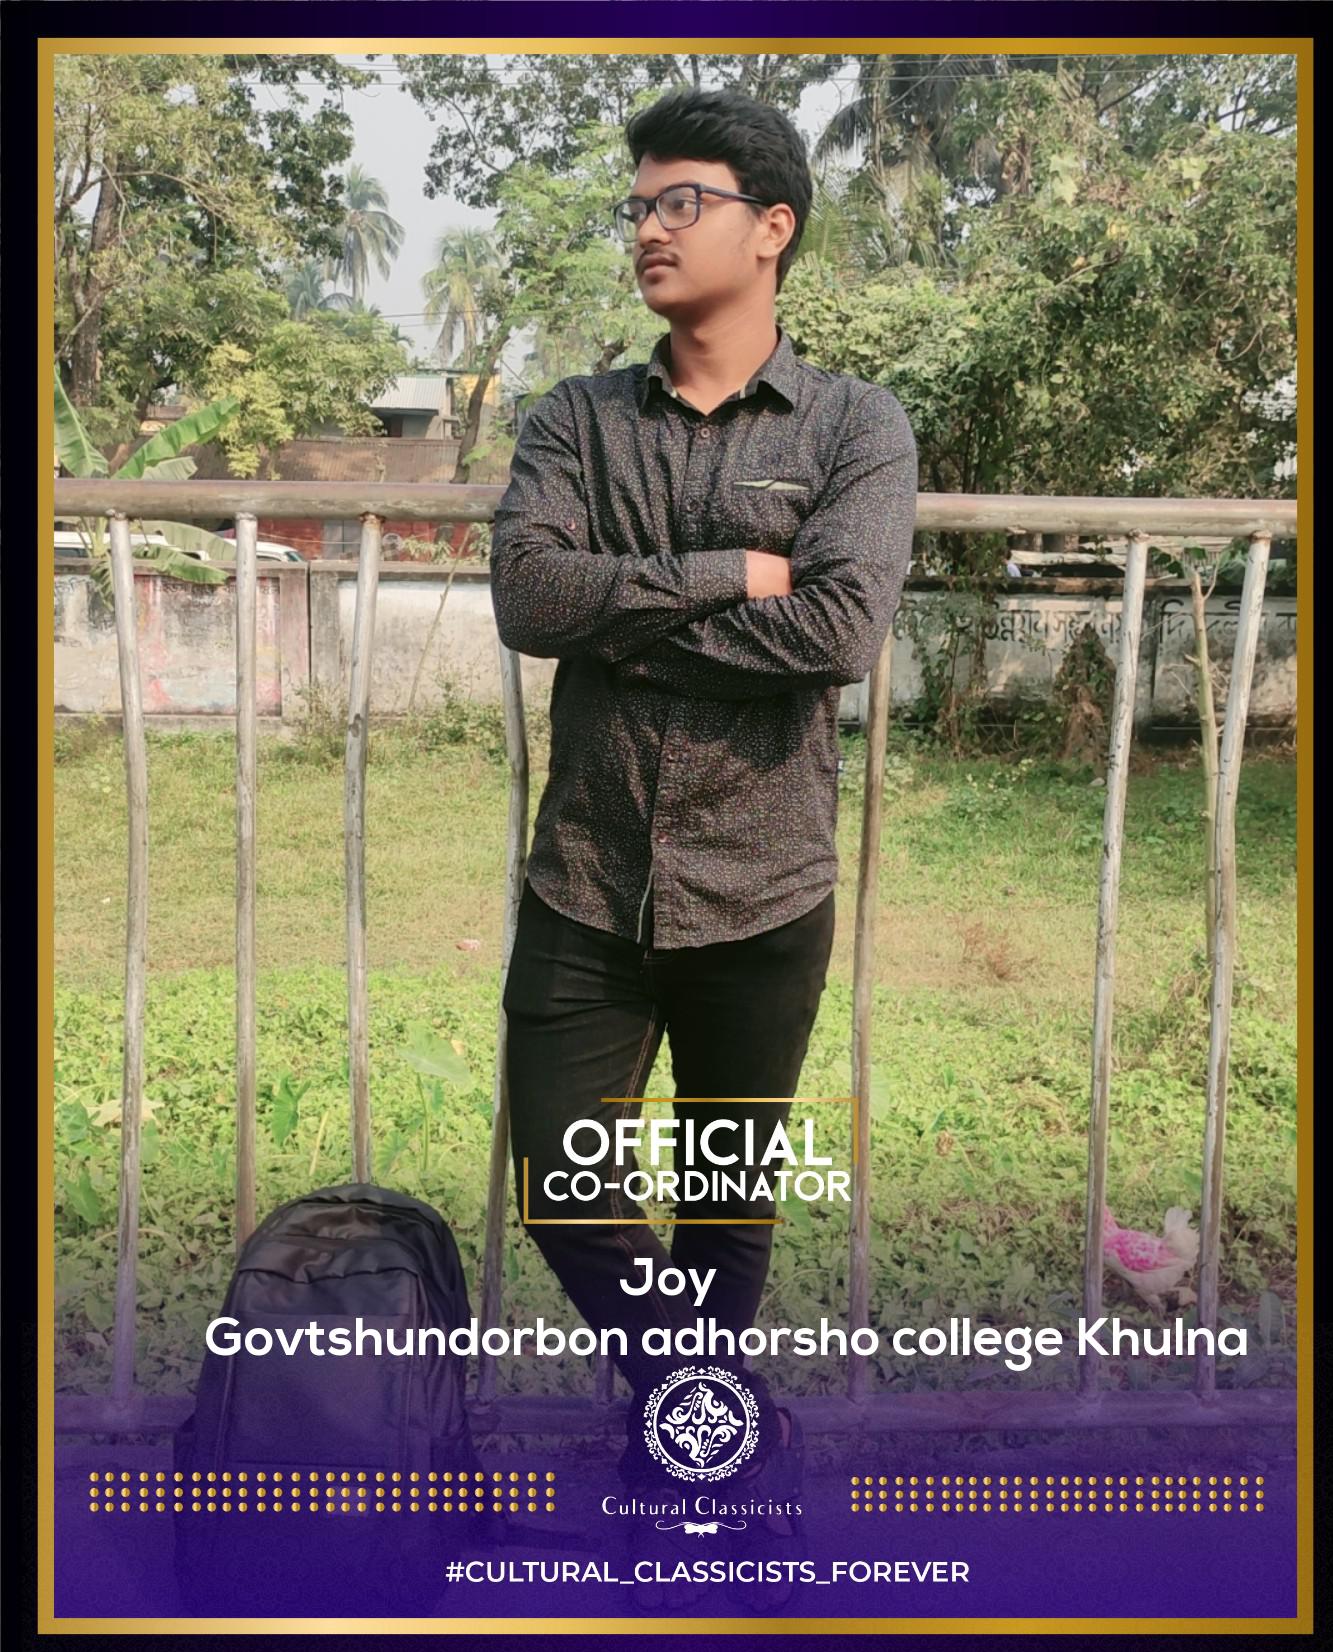 OFFICIAL
CO-ORDINATOR
Joy
Govtshundorbon adhorsho college Khulna
Cultural Classicists
#CULTURAL_CLASSICISTS_FOREVER